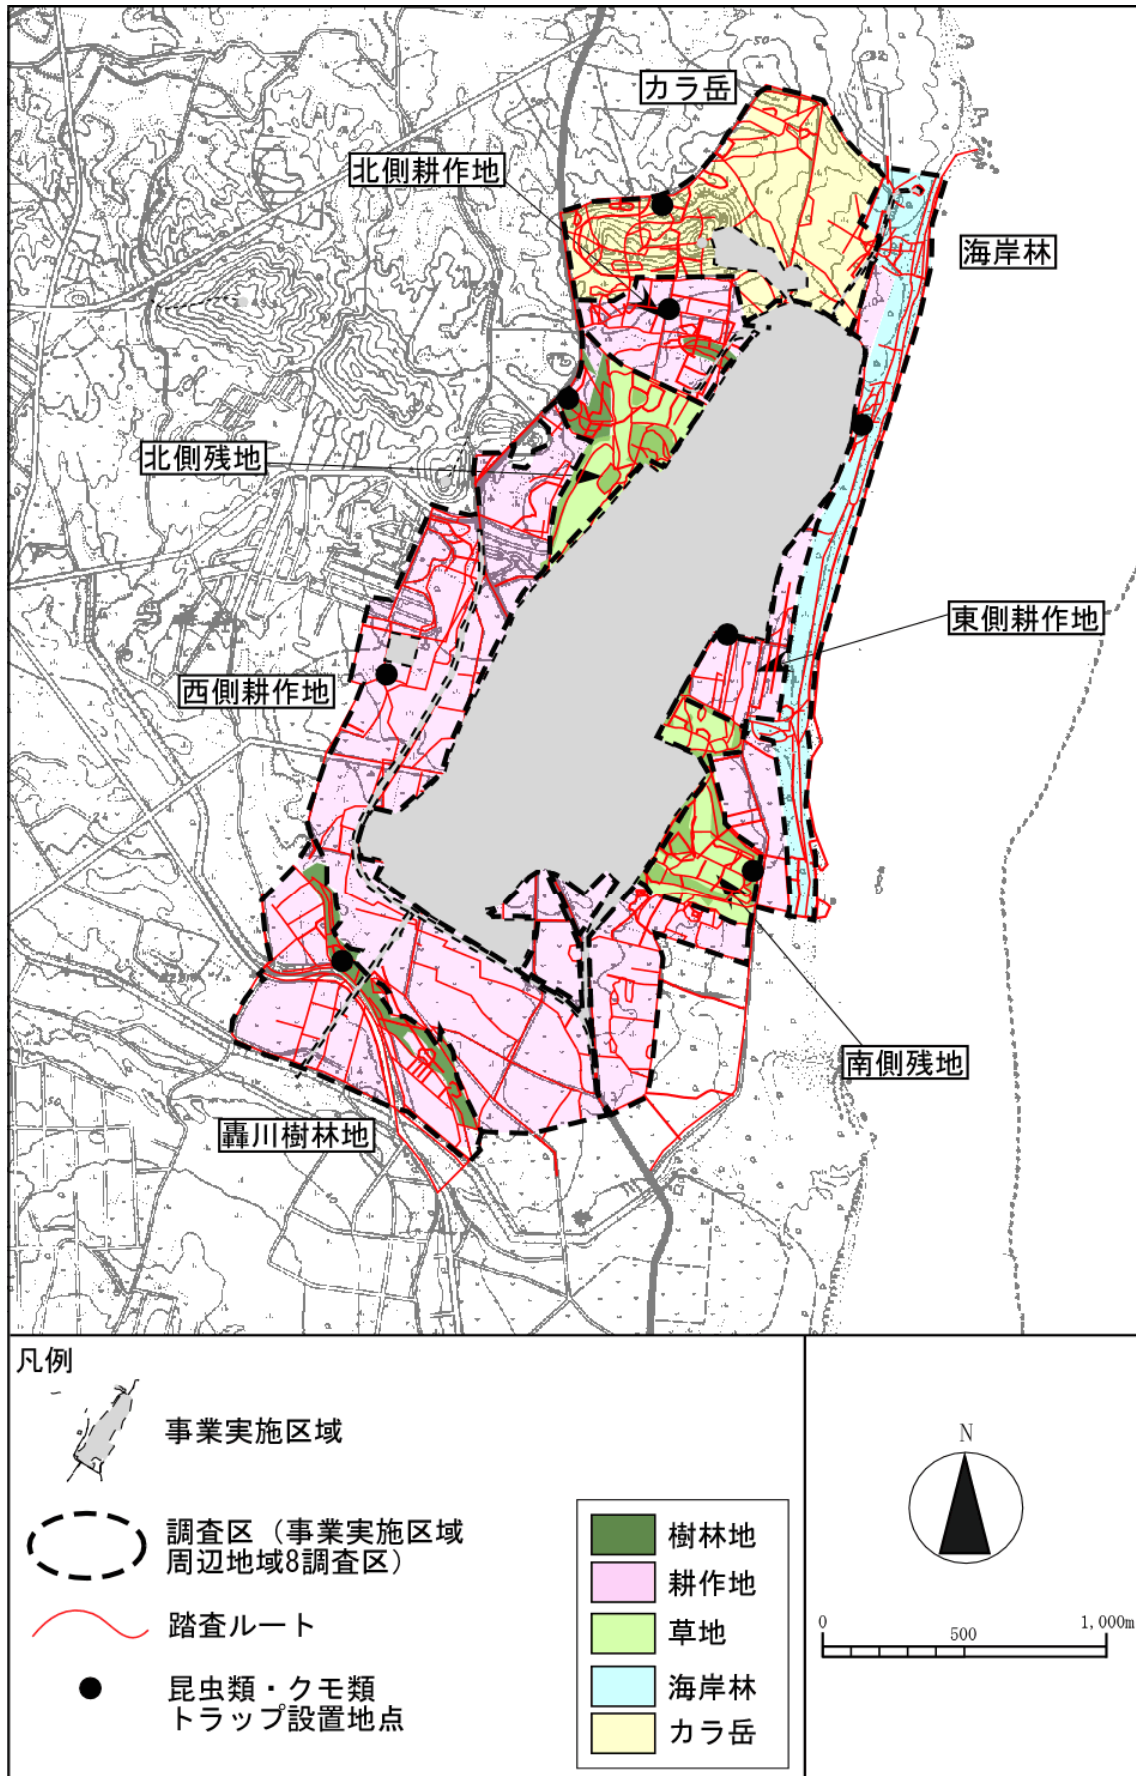 カラ岳
北側耕作地
海岸林
北側残地
東側耕作地
西側耕作地
南側残地
轟川樹林地
凡例
事業実施区域
調査区（事業実施区域
周辺地域8調査区）
踏査ルート
昆虫類・クモ類
トラップ設置地点
樹林地
耕作地
草地
海岸林
カラ岳
N
0
500
1,000m